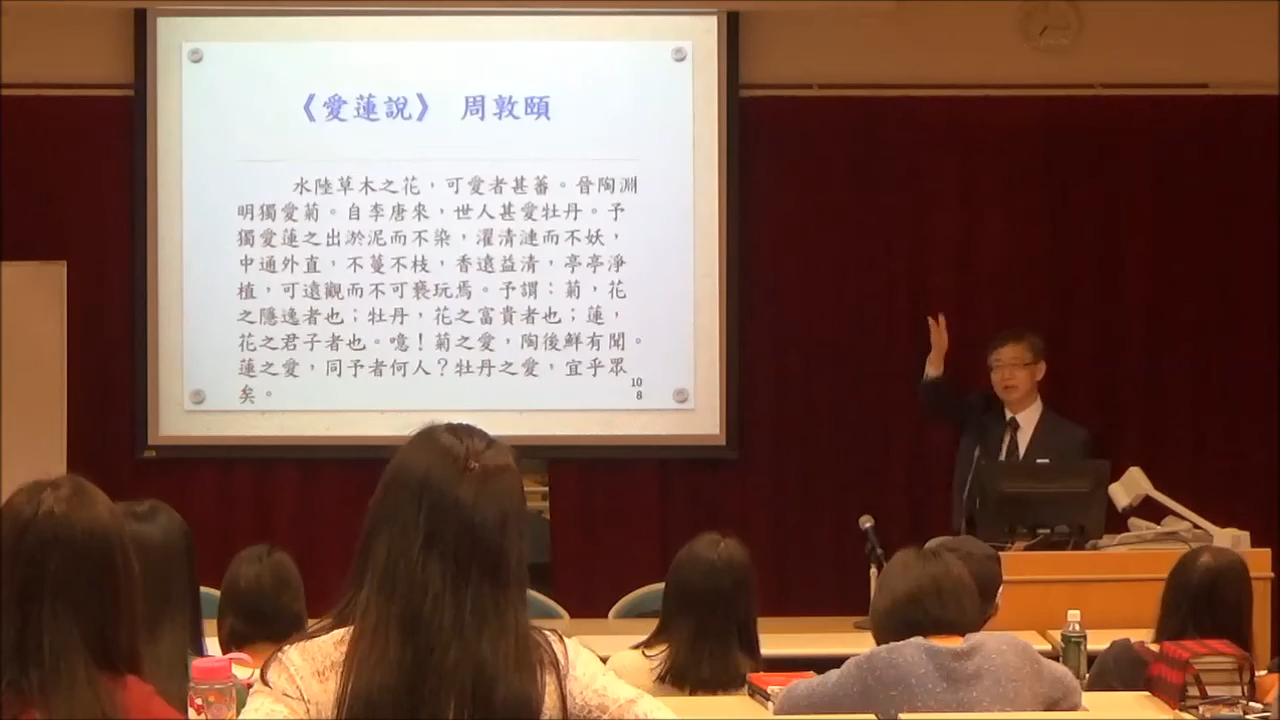 《愛蓮說》 周敦頤
水陸草木之花，可愛者甚蕃。晉陶淵
明獨愛菊。自李唐來，世人甚愛牡丹。予
獨愛蓮之出淤泥而不染，濯清漣而不妖，
中通外直，不蔓不枝，香遠益清，亭亭淨
植，可遠觀而不可褻玩焉。予謂：菊，花
之隱逸者也；牡丹，花之富貴者也；蓮，
花之君子者也。噫！菊之愛，陶後鮮有聞。
蓮之愛，同予者何人？牡丹之愛，宜乎眾
矣。
10
8